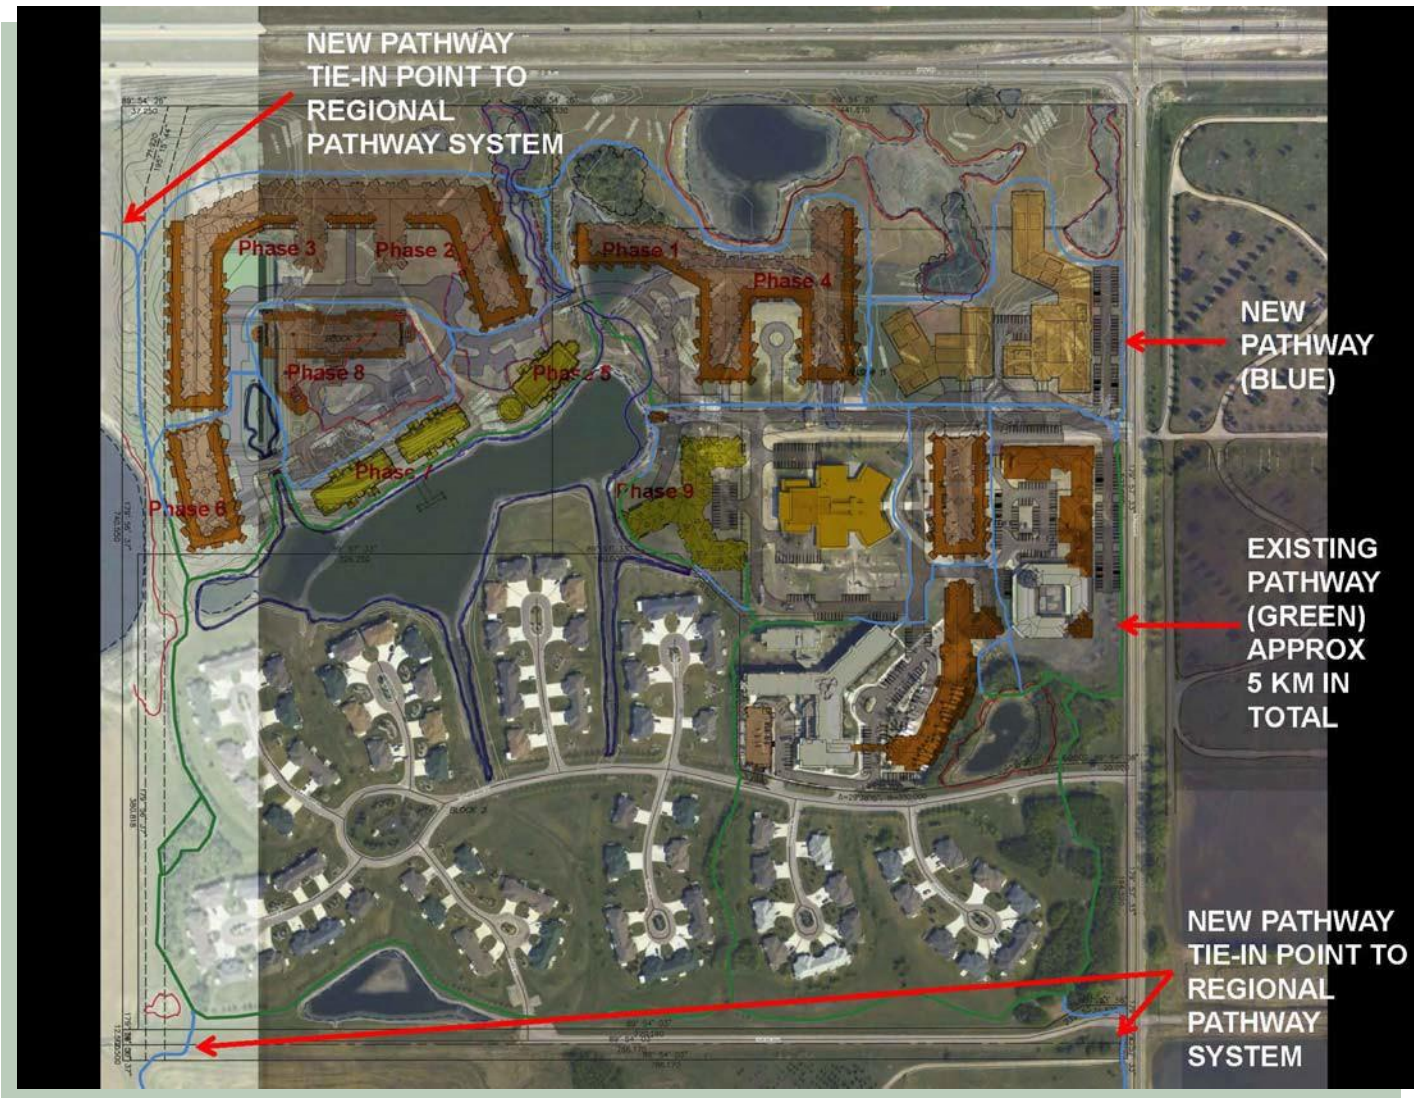 NEW PATHWAY
TIE-IN POINT TO
REGIONAL
PATHWAY SYSTEM
Phase 3
Phase 2
Phase 1
Phase 4
NEW
PATHWAY
(BLUE)
Phase 8
Phase 5
Phase 7
Phase 9
Phase 6
EXISTING
PATHWAY
(GREEN)
APPROX
5 KM IN
TOTAL
BLOCK 3
NEW PATHWAY
TIE-IN POINT TO
REGIONAL
PATHWAY
SYSTEM